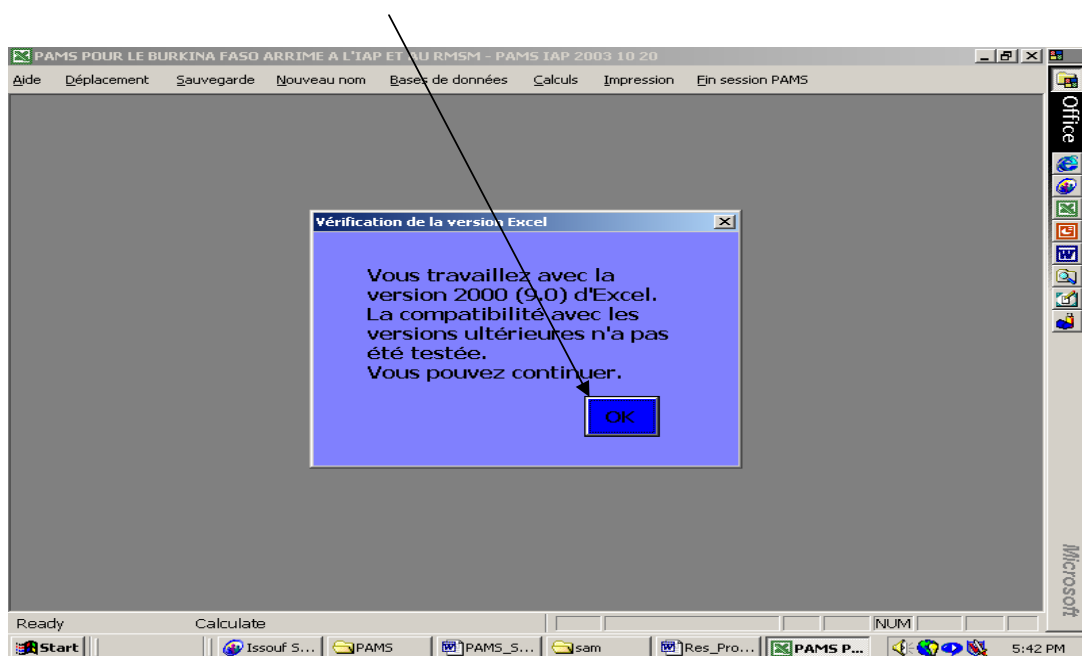 PAMS POUR LE BURKINA FASO ARRIME A L'IAP ET AU RMSM - PAMS IAP 2003 10 20
Aide Déplacement Sauvegarde Nouveau nom Bases de données Calculs Impression Fin session PAMS
Office
Vérification de la version Excel
Vous travaillez avec la
version 2000 (9.0) d'Excel.
La compatibilité avec les
versions ultérieures n'a pas
été testée.
Vous pouvez continuer.
OK
Microsoft
Ready Calculate NUM
Start Issouf S... PAMS PAMS_S... sam Res_Pro... PAMS P... 5:42 PM